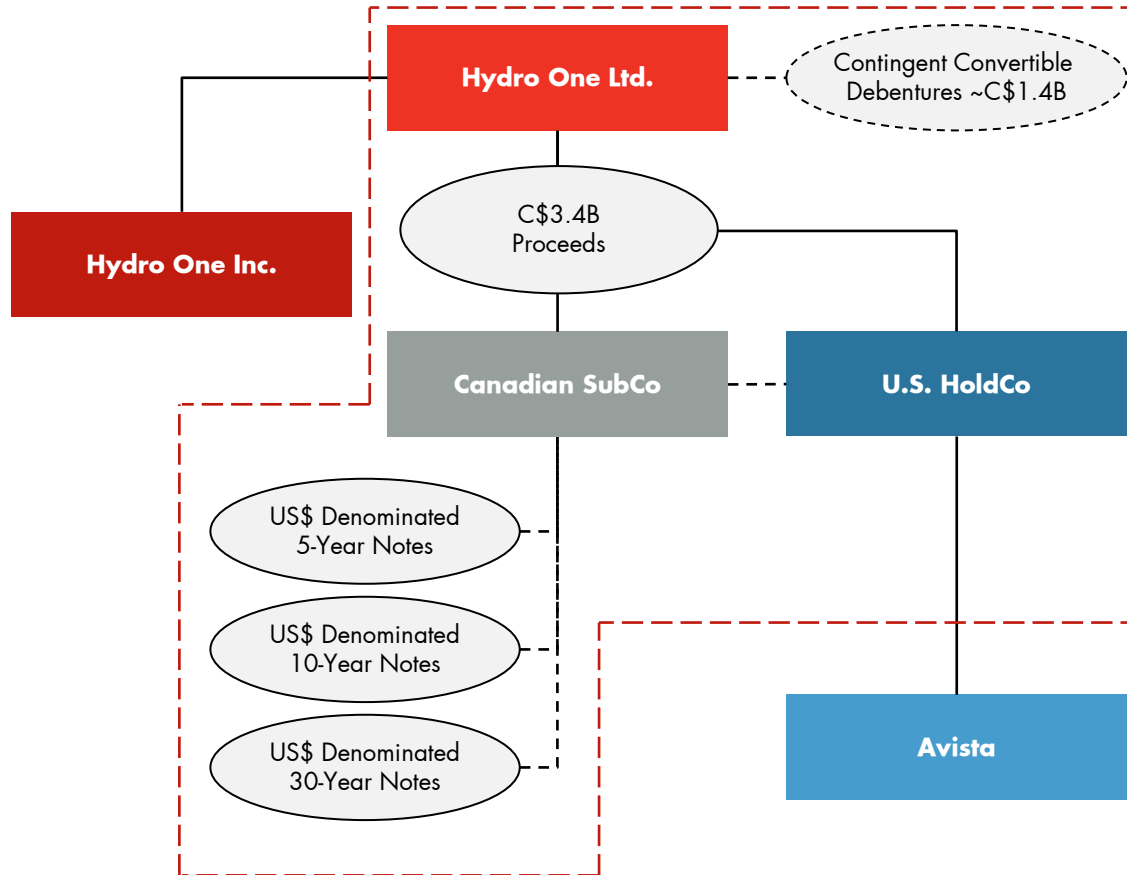 Hydro One Ltd.
Contingent Convertible
Debentures ~C$1.4B
C$3.4B
Proceeds
Hydro One Inc.
Canadian SubCo
U.S. HoldCo
US$ Denominated
5-Year Notes
US$ Denominated
10-Year Notes
US$ Denominated
30-Year Notes
Avista